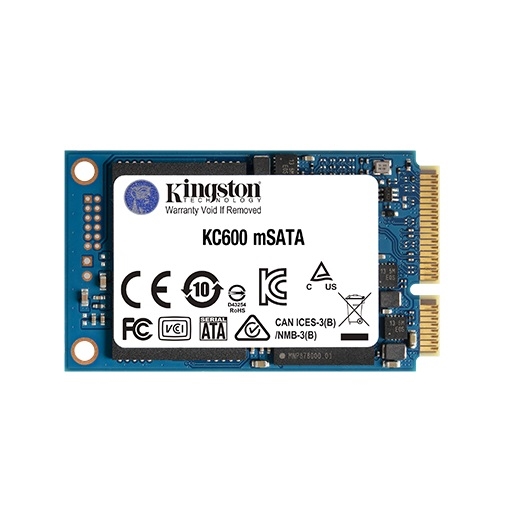 Kingston
TECHNOLOGY
Warranty Void If Removed
KC600 mSATA
CE
10
D43254
RoHS
C US
FC
VCI
SERIAL
ATA
CAN ICES-3(B)
/NMB-3(B)